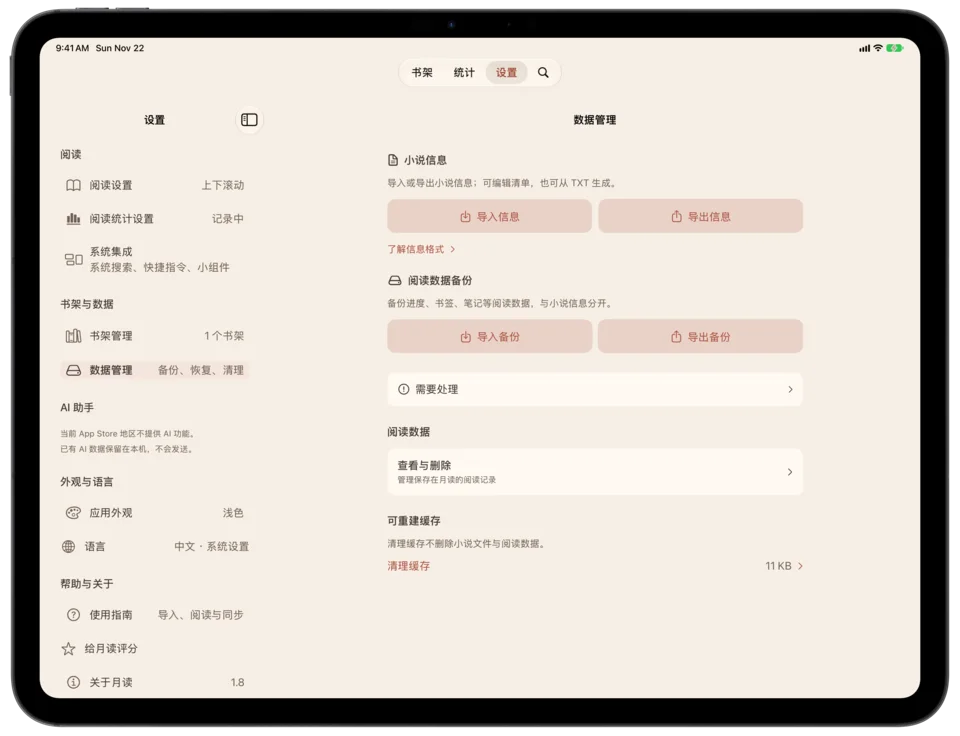 9:41 AM Sun Nov 22
书架 统计 设置
设置
阅读
阅读设置 上下滚动
阅读统计设置 记录中
系统集成
系统搜索、快捷指令、小组件
书架与数据
书架管理 1 个书架
数据管理 备份、恢复、清理
AI 助手
当前 App Store 地区不提供 AI 功能。
已有 AI 数据保留在本机，不会发送。
外观与语言
应用外观 浅色
语言 中文 · 系统设置
帮助与关于
使用指南 导入、阅读与同步
给月读评分
关于月读 1.8
数据管理
小说信息
导入或导出小说信息；可编辑清单，也可从 TXT 生成。
导入信息 导出信息
了解信息格式
阅读数据备份
备份进度、书签、笔记等阅读数据，与小说信息分开。
导入备份 导出备份
需要处理
阅读数据
查看与删除
管理保存在月读的阅读记录
可重建缓存
清理缓存不删除小说文件与阅读数据。
清理缓存 11 KB